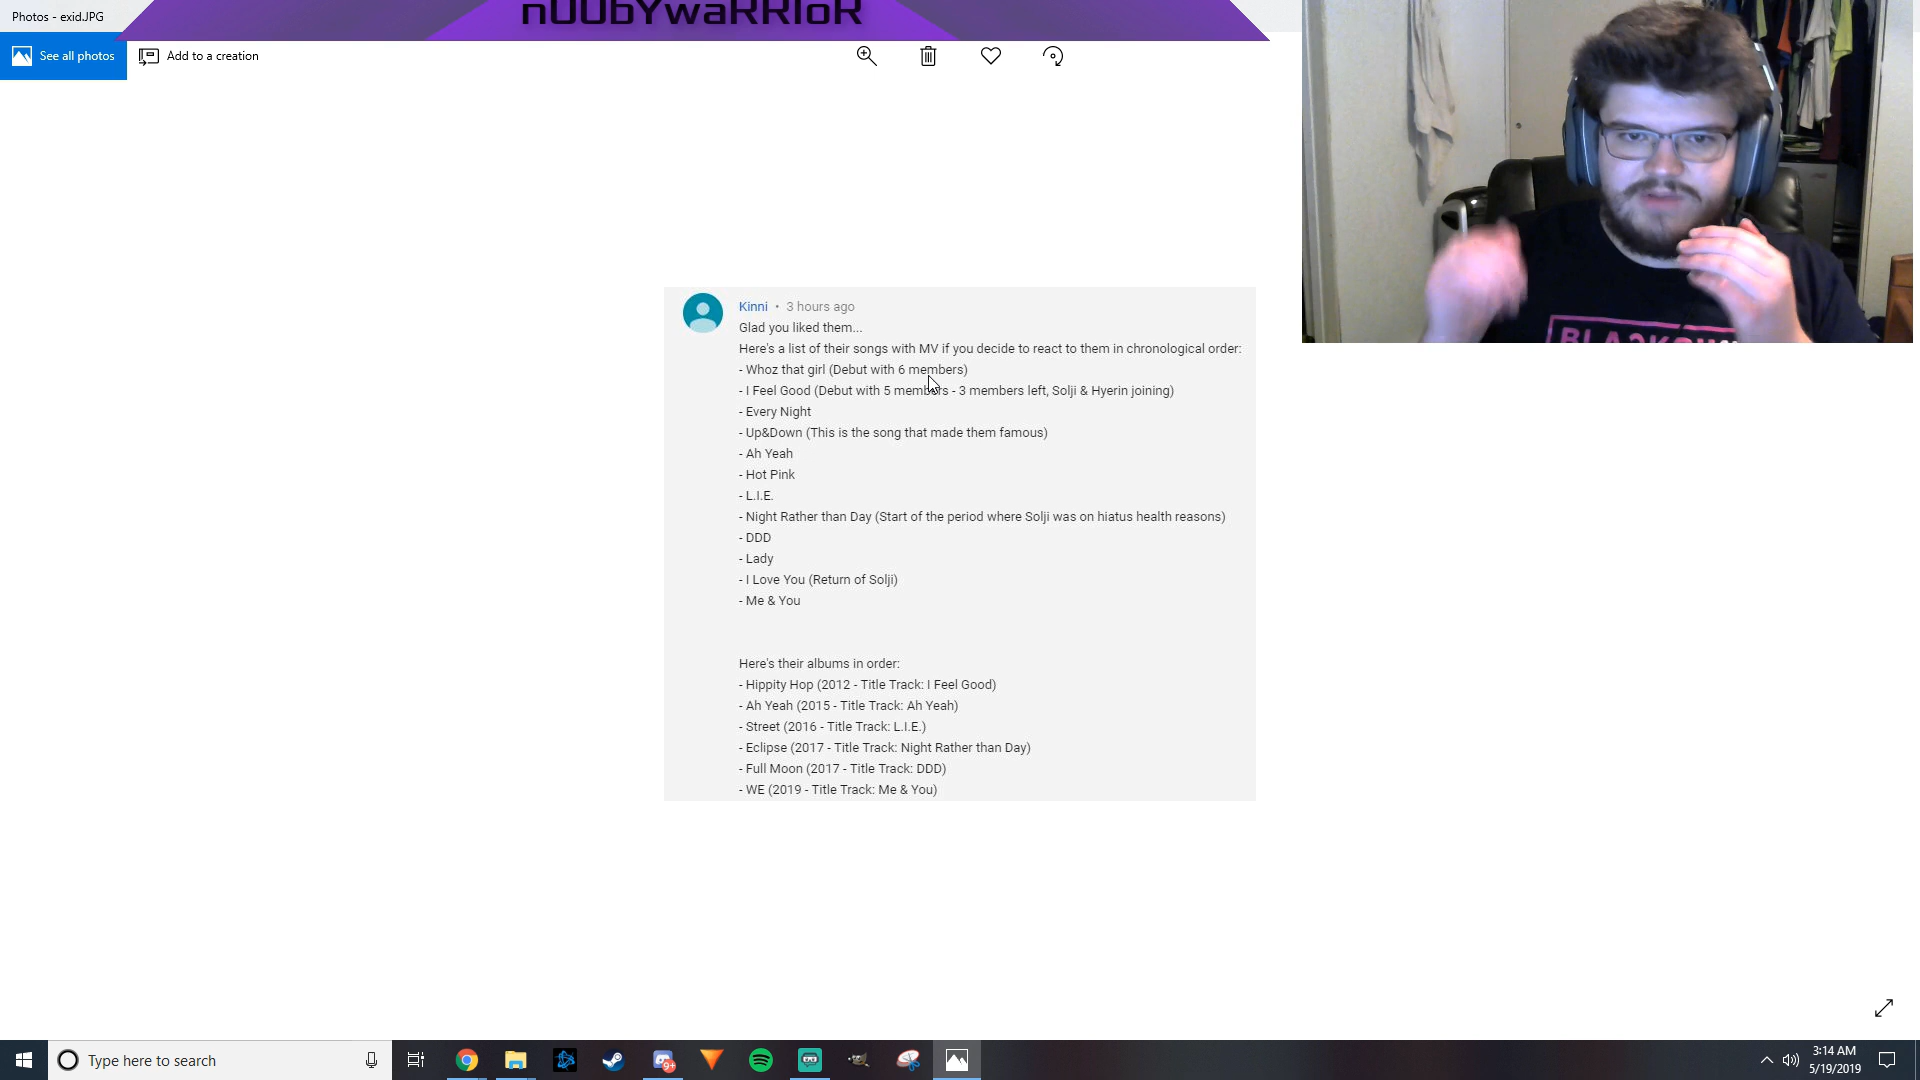 Photos - exid.JPG
n00bYwaRRIoR
See all photos
Add to a creation
Kinni • 3 hours ago
Glad you liked them...
Here's a list of their songs with MV if you decide to react to them in chronological order:
- Whoz that girl (Debut with 6 members)
- I Feel Good (Debut with 5 members - 3 members left, Solji & Hyerin joining)
- Every Night
- Up&Down (This is the song that made them famous)
- Ah Yeah
- Hot Pink
- L.I.E.
- Night Rather than Day (Start of the period where Solji was on hiatus health reasons)
- DDD
- Lady
- I Love You (Return of Solji)
- Me & You
Here's their albums in order:
- Hippity Hop (2012 - Title Track: I Feel Good)
- Ah Yeah (2015 - Title Track: Ah Yeah)
- Street (2016 - Title Track: L.I.E.)
- Eclipse (2017 - Title Track: Night Rather than Day)
- Full Moon (2017 - Title Track: DDD)
- WE (2019 - Title Track: Me & You)
Type here to search
9+
3:14 AM
5/19/2019